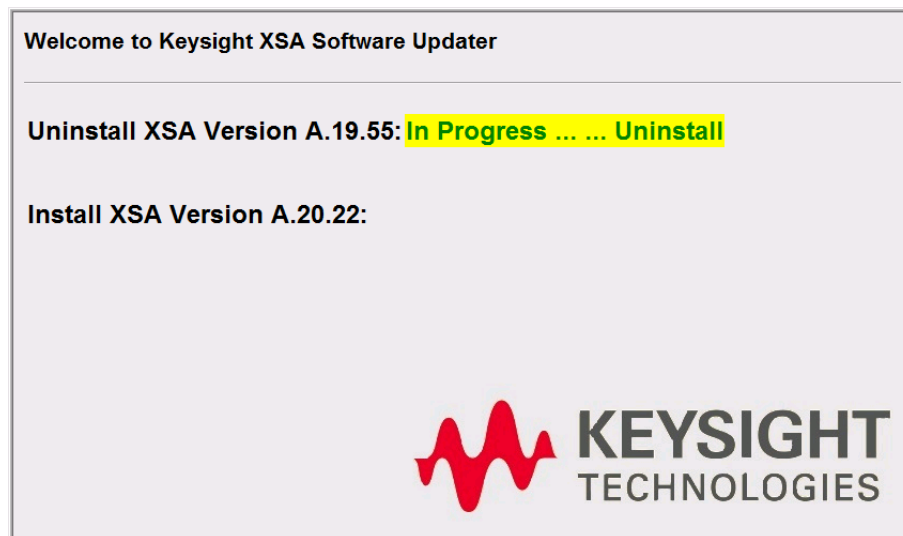 Welcome to Keysight XSA Software Updater
Uninstall XSA Version A.19.55: In Progress ... ... Uninstall
Install XSA Version A.20.22:
KEYSIGHT
TECHNOLOGIES